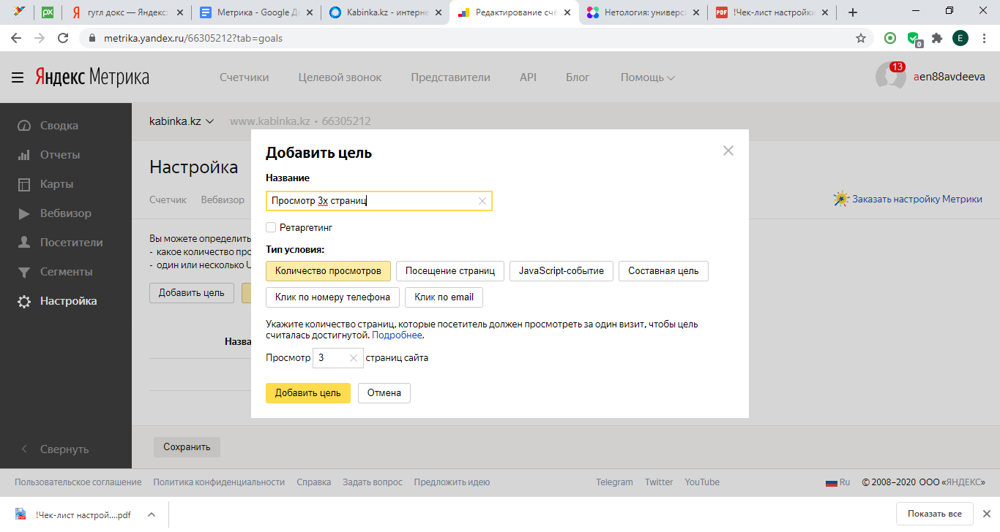 гугл докс — Яндекс:
Метрика - Google До
Kabinka.kz - интерне
Редактирование счё
Нетология: универс
!Чек-лист настройки
metrika.yandex.ru/66305212?tab=goals
Яндекс Метрика
Счетчики
Целевой звонок
Представители
API
Блог
Помощь
13
aen88avdeeva
Сводка
Отчеты
Карты
Вебвизор
Посетители
Сегменты
Настройка
Свернуть
kabinka.kz
www.kabinka.kz • 66305212
Настройка
Счетчик
Вебвизор
Заказать настройку Метрики
Вы можете определить
- какое количество про
- один или несколько U
Добавить цель
Назва
Сохранить
Добавить цель
Название
Просмотр 3х страниц
Ретаргетинг
Тип условия:
Количество просмотров
Посещение страниц
JavaScript-событие
Составная цель
Клик по номеру телефона
Клик по email
Укажите количество страниц, которые посетитель должен просмотреть за один визит, чтобы цель
считалась достигнутой. Подробнее.
Просмотр 3 страниц сайта
Добавить цель
Отмена
Пользовательское соглашение
Политика конфиденциальности
Справка
Задать вопрос
Предложить идею
Telegram
Twitter
YouTube
Ru
© 2008–2020 ООО «ЯНДЕКС»
!Чек-лист настрой....pdf
Показать все